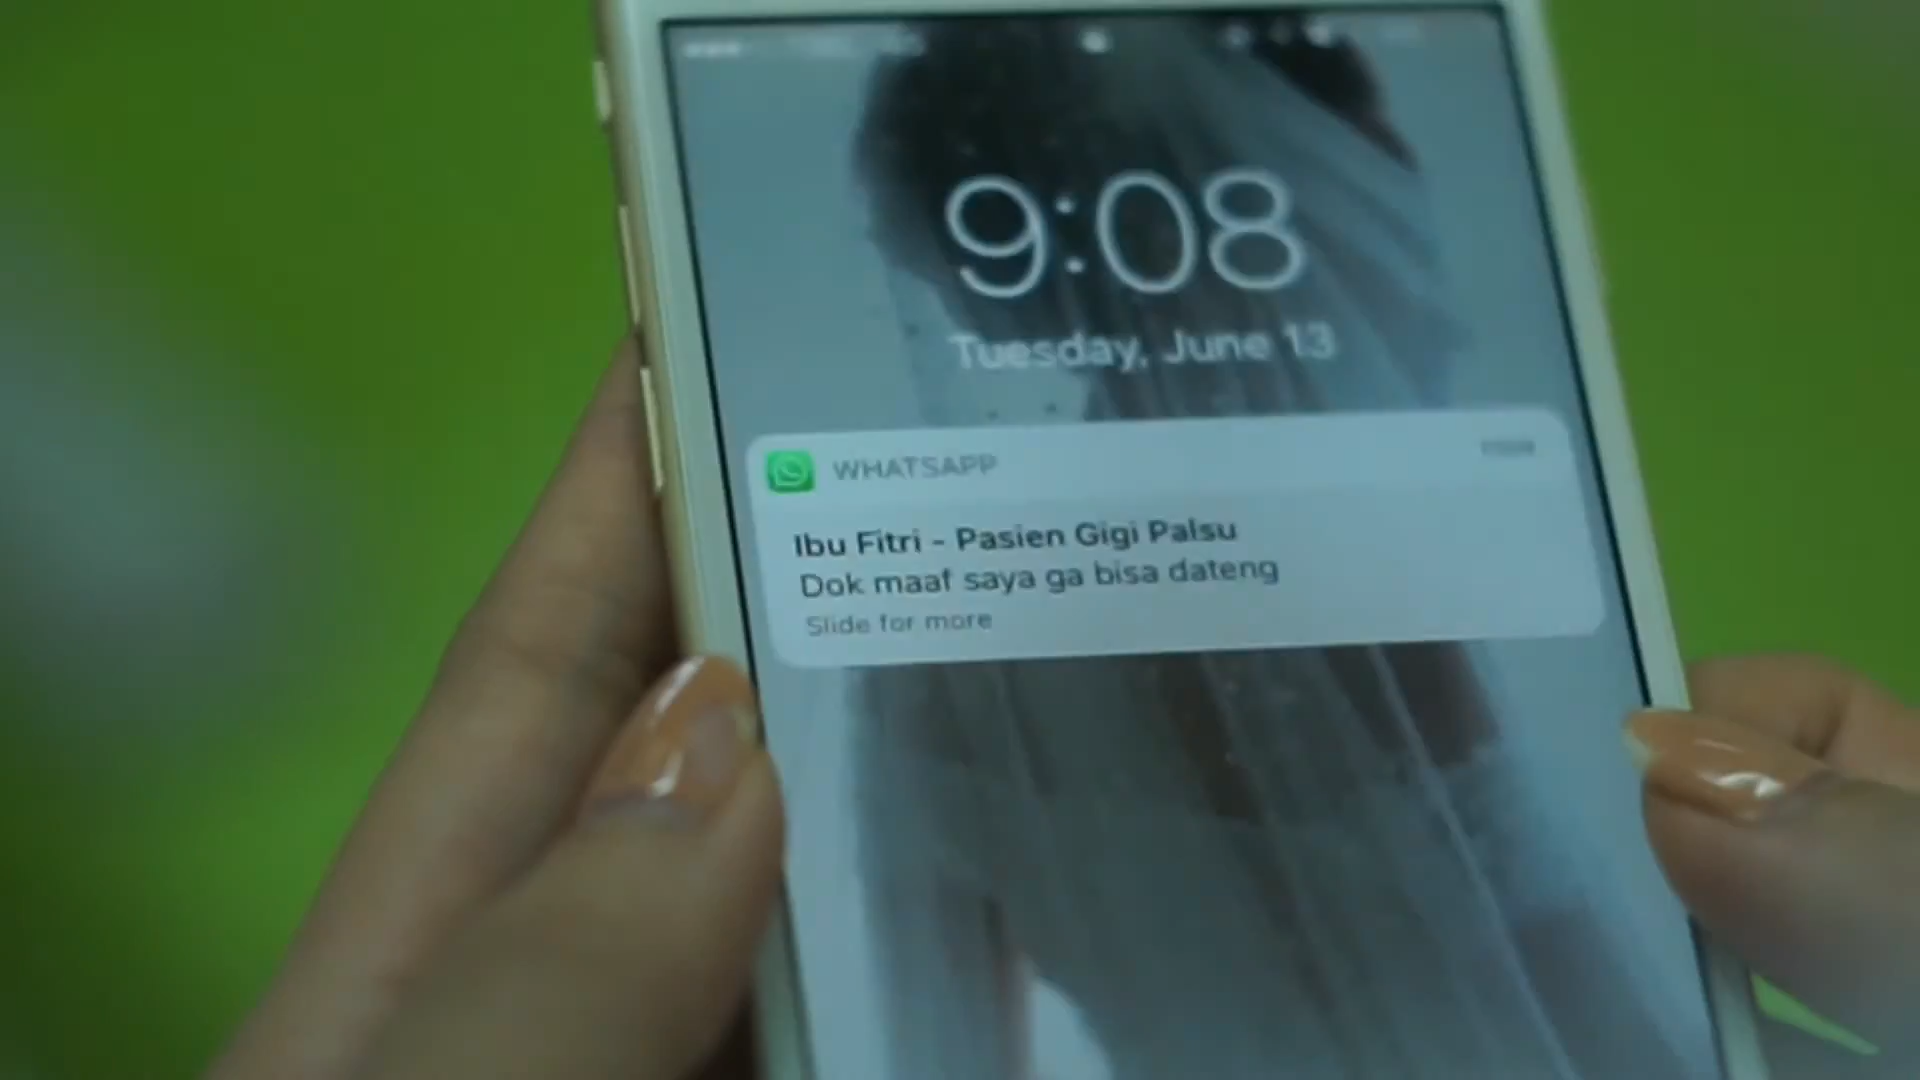 9:08
Tuesday, June 13
WHATSAPP
Ibu Fitri - Pasien Gigi Palsu
Dok maaf saya ga bisa dateng
Slide for more